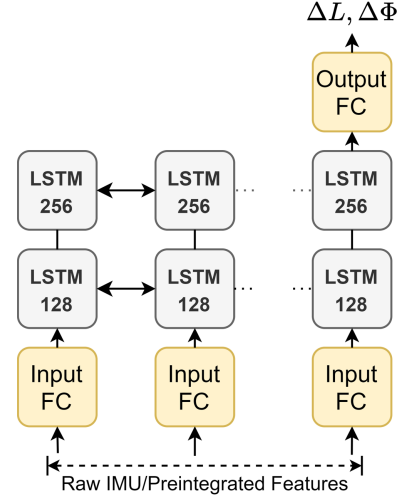 ΔL, ΔΦ
Output
FC
LSTM
256
LSTM
256
LSTM
256
LSTM
128
LSTM
128
LSTM
128
Input
FC
Input
FC
Input
FC
Raw IMU/Preintegrated Features